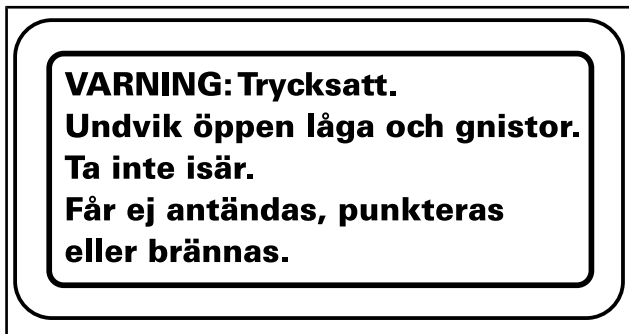 VARNING: Trycksatt.
Undvik öppen låga och gnistor.
Ta inte isär.
Får ej antändas, punkteras
eller brännas.